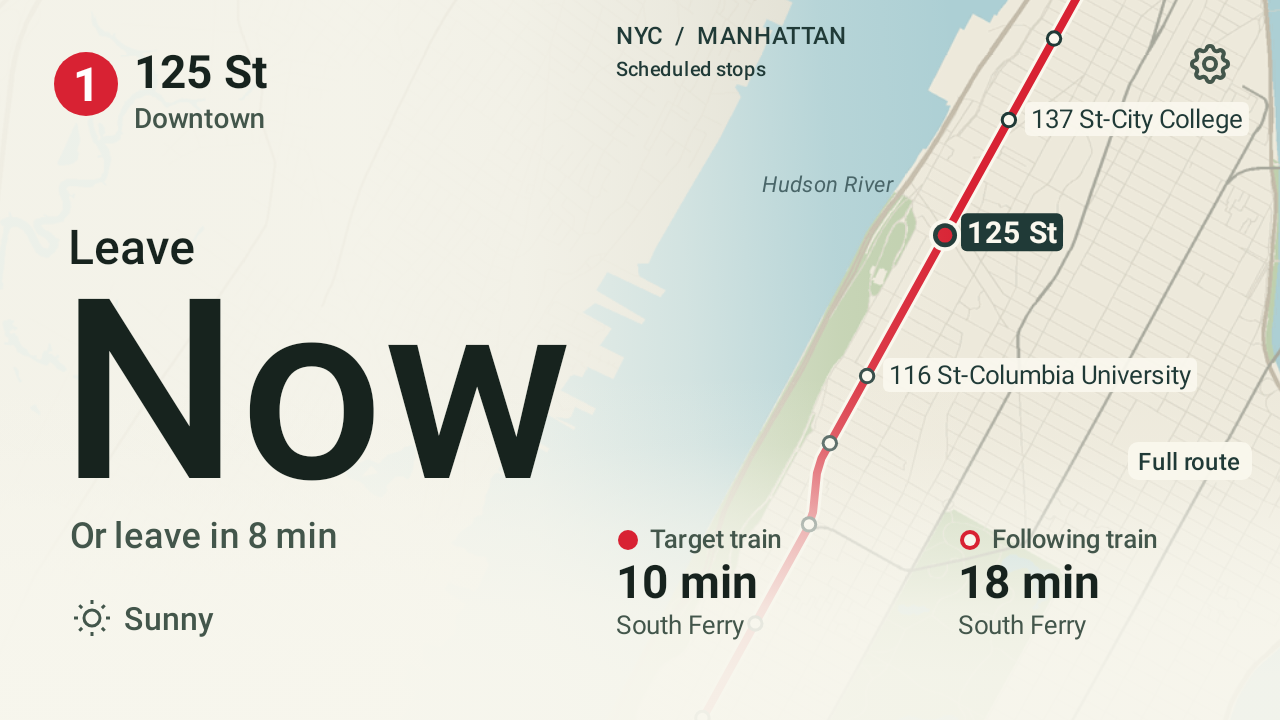 1
125 St
Downtown
Leave
Now
Or leave in 8 min
Sunny
NYC / MANHATTAN
Scheduled stops
Hudson River
137 St-City College
125 St
116 St-Columbia University
Full route
Target train
10 min
South Ferry
Following train
18 min
South Ferry